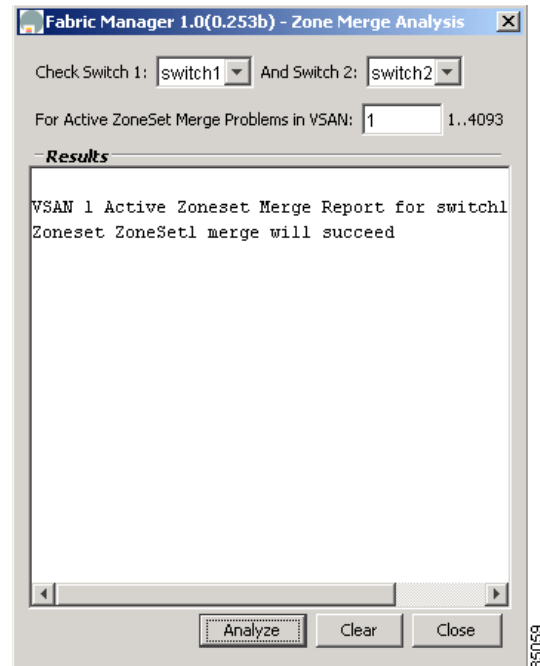 Fabric Manager 1.0(0.253b) - Zone Merge Analysis
Check Switch 1: switch1 And Switch 2: switch2
For Active ZoneSet Merge Problems in VSAN: 1 1..4093
Results
VSAN 1 Active Zoneset Merge Report for switch1
Zoneset ZoneSet1 merge will succeed
Analyze Clear Close
85059